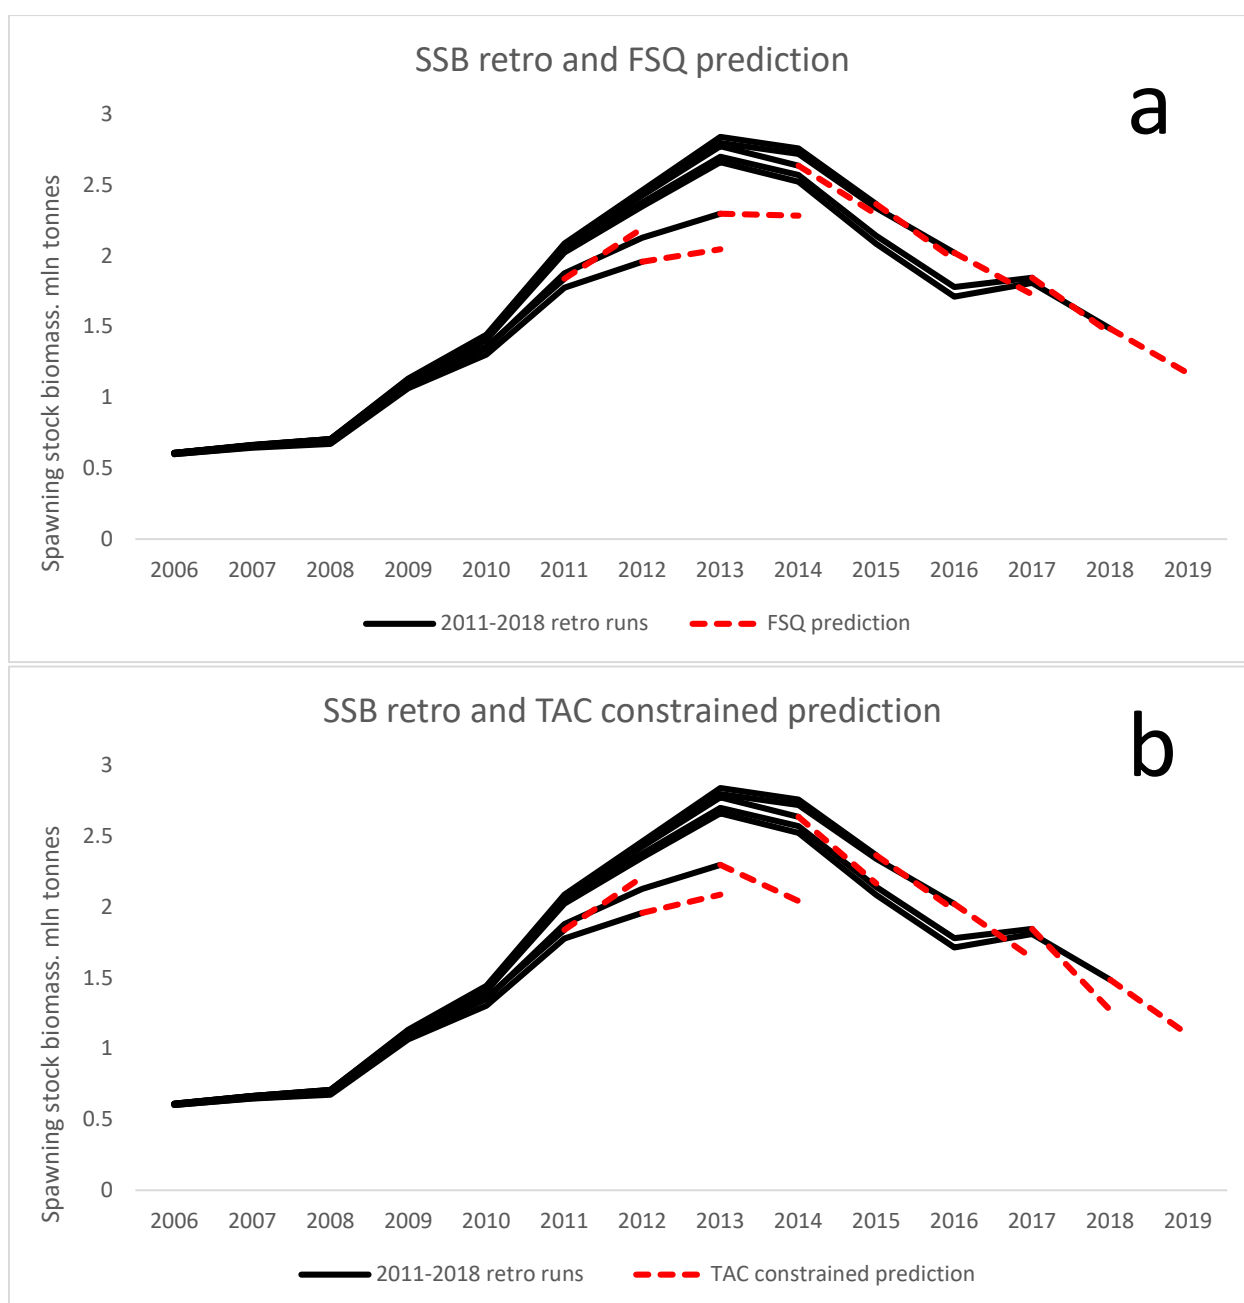 SSB retro and FSQ prediction
a
Spawning stock biomass. mln tonnes
3
2.5
2
1.5
1
0.5
0
2006 2007 2008 2009 2010 2011 2012 2013 2014 2015 2016 2017 2018 2019
2011-2018 retro runs FSQ prediction
SSB retro and TAC constrained prediction
b
Spawning stock biomass. mln tonnes
3
2.5
2
1.5
1
0.5
0
2006 2007 2008 2009 2010 2011 2012 2013 2014 2015 2016 2017 2018 2019
2011-2018 retro runs TAC constrained prediction